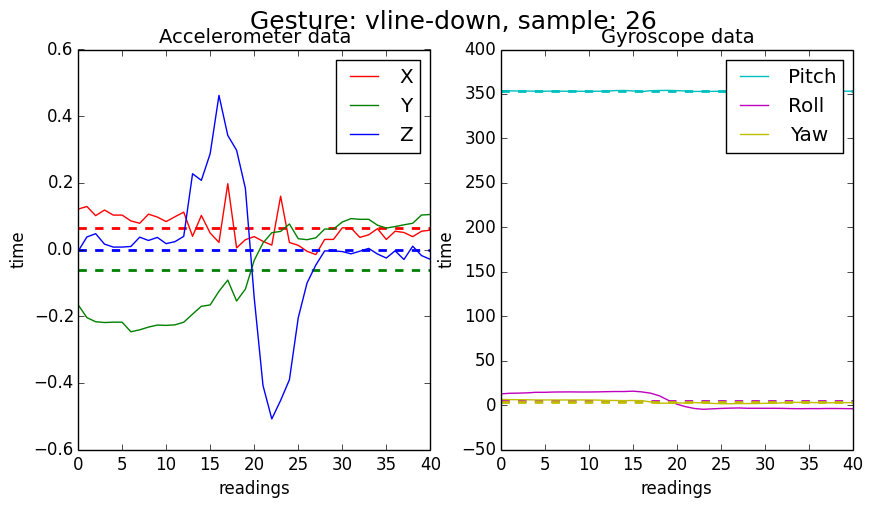 Gesture: vline-down, sample: 26
Accelerometer data
0.6
0.4
0.2
0.0
−0.2
−0.4
−0.6
time
0 5 10 15 20 25 30 35 40
readings
X
Y
Z
Gyroscope data
400
350
300
250
200
150
100
50
0
−50
time
0 5 10 15 20 25 30 35 40
readings
Pitch
Roll
Yaw